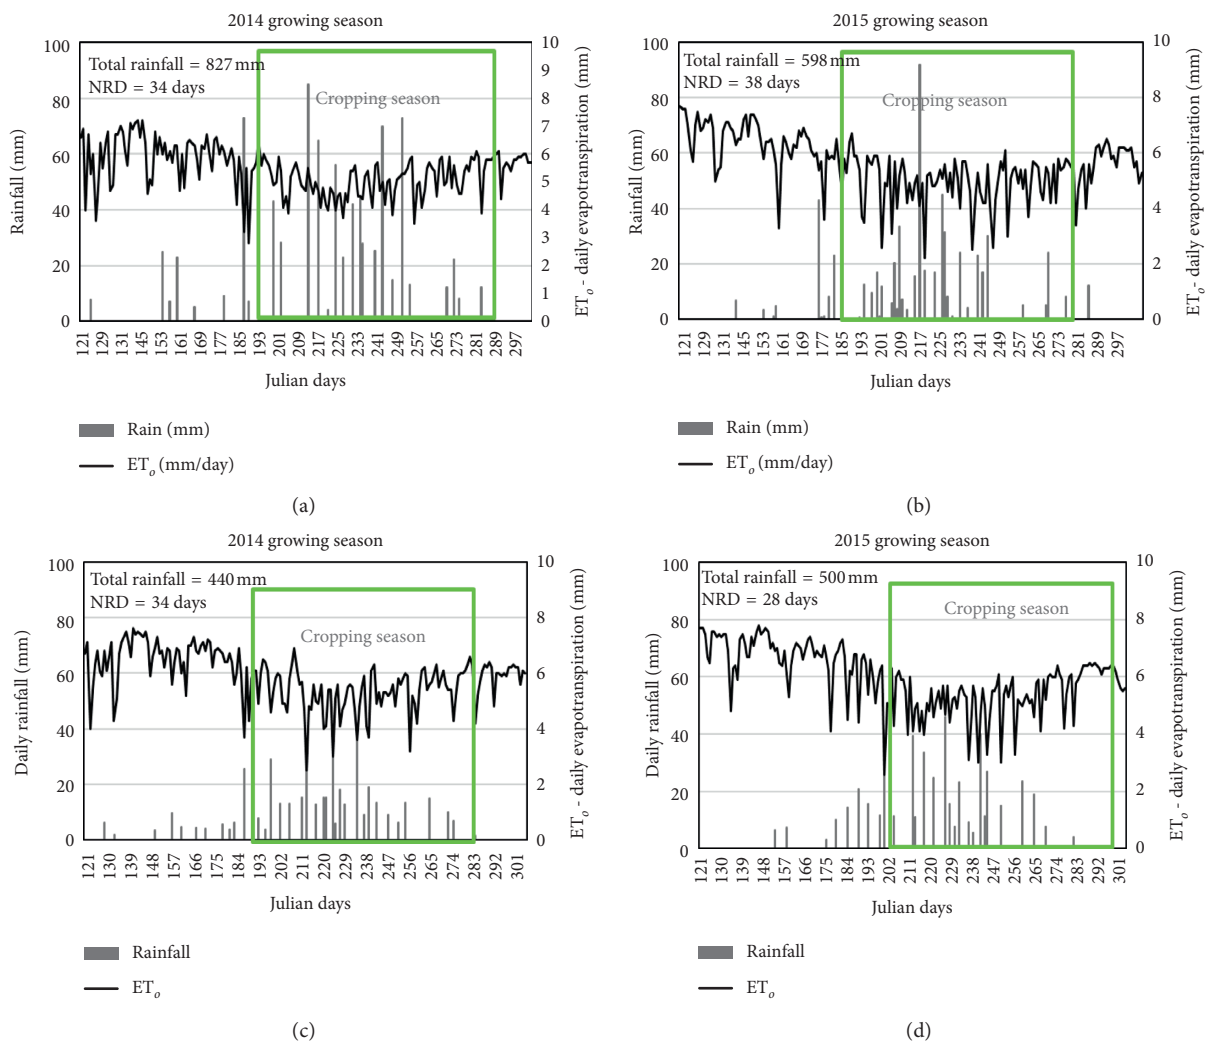 2014 growing season
Total rainfall = 827 mm
NRD = 34 days
Cropping season
Rainfall (mm)
100
80
60
40
20
0
10
9
8
7
6
5
4
3
2
1
0
ETo - daily evapotranspiration (mm)
121 129 131 131 145 153 161 169 177 185 193 201 209 217 225 233 241 249 257 265 273 281 289 297
Julian days
Rain (mm)
ETo (mm/day)
(a)
2015 growing season
Total rainfall = 598 mm
NRD = 38 days
Cropping season
Rainfall (mm)
100
80
60
40
20
0
10
8
6
4
2
0
ETo - daily evapotranspiration (mm)
121 129 131 145 153 161 169 177 185 193 201 209 217 225 233 241 249 257 265 273 281 289 297
Julian days
Rain (mm)
ETo (mm/day)
(b)
2014 growing season
Total rainfall = 440 mm
NRD = 34 days
Cropping season
Daily rainfall (mm)
100
80
60
40
20
0
10
8
6
4
2
0
ETo - daily evapotranspiration (mm)
121 130 139 148 157 166 175 184 193 202 211 220 229 238 247 256 265 274 283 292 301
Julian days
Rainfall
ETo
(c)
2015 growing season
Total rainfall = 500 mm
NRD = 28 days
Cropping season
Daily rainfall (mm)
100
80
60
40
20
0
10
8
6
4
2
0
ETo - daily evapotranspiration (mm)
121 130 139 148 157 166 175 184 193 202 211 220 229 238 247 256 265 274 283 292 301
Julian days
Rainfall
ETo
(d)